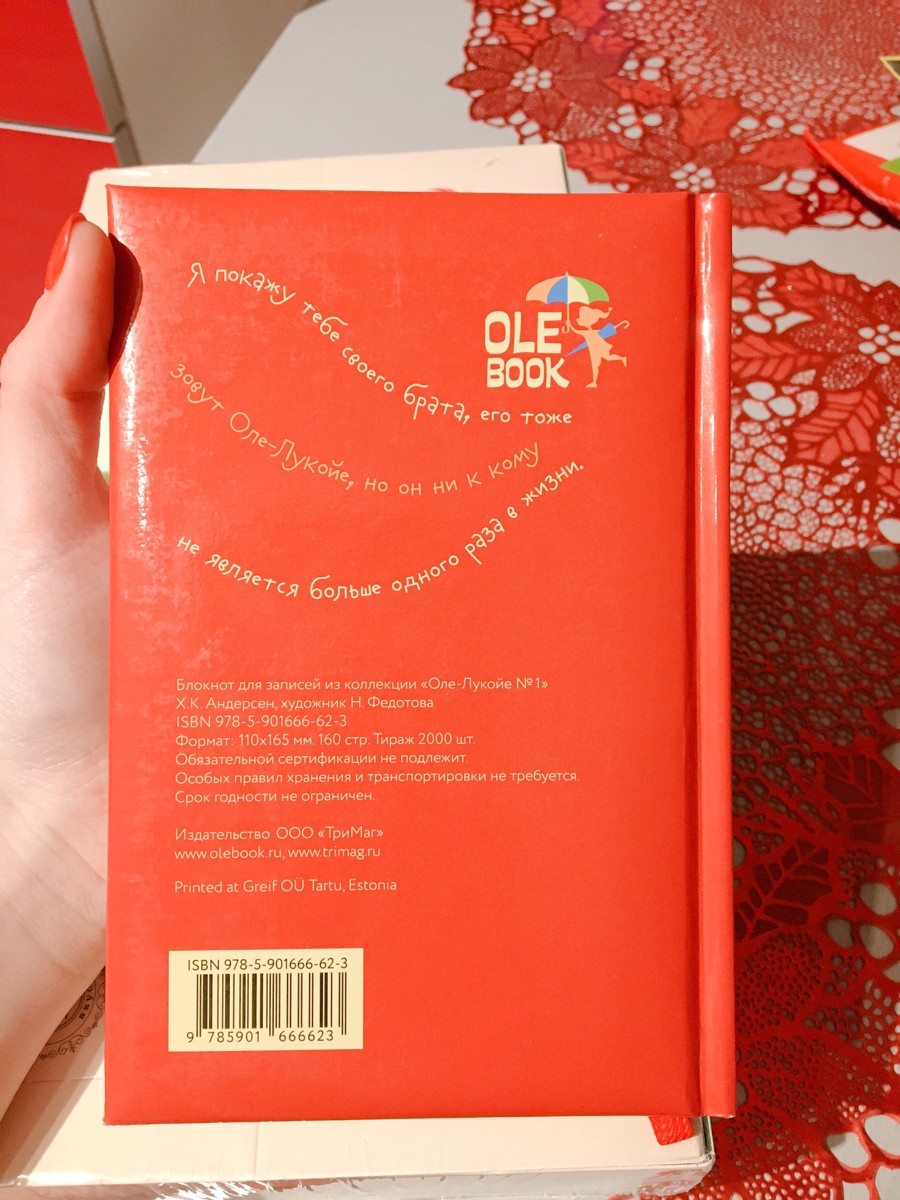 Я покажу тебе своего брата, его тоже
зовут Оле-Лукойе, но он ни к кому
не является больше одного раза в жизни.
OLE
BOOK
Блокнот для записей из коллекции «Оле-Лукойе №1»
Х.К. Андерсен, художник Н. Федотова
ISBN 978-5-901666-62-3
Формат: 110х165 мм. 160 стр. Тираж 2000 шт.
Обязательной сертификации не подлежит.
Особых правил хранения и транспортировки не требуется.
Срок годности не ограничен.
Издательство ООО «ТриМаг»
www.olebook.ru, www.trimag.ru
Printed at Greif OÜ Tartu, Estonia
ISBN 978-5-901666-62-3
9 785901 666623